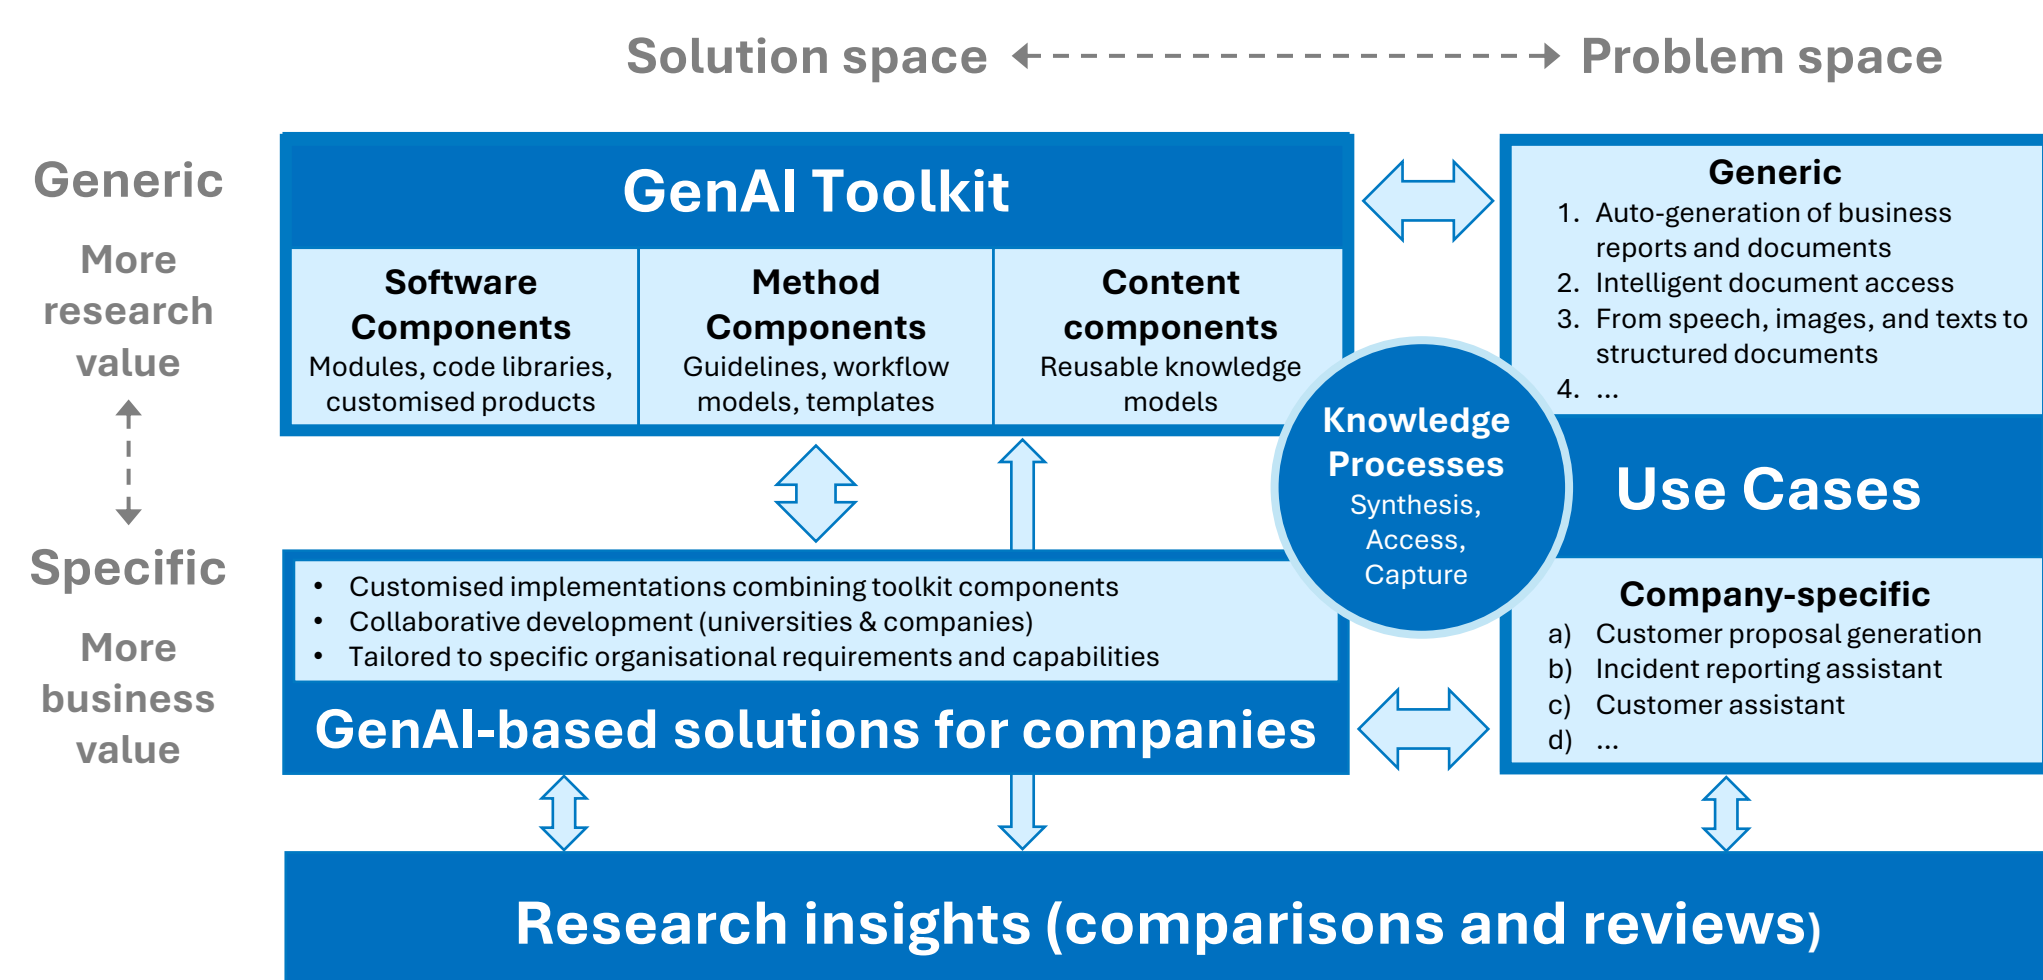 Solution space
Problem space
Generic
More
research
value
Specific
More
business
value
GenAI Toolkit
Software
Components
Modules, code libraries,
customised products
Method
Components
Guidelines, workflow
models, templates
Content
components
Reusable knowledge
models
Generic
1. Auto-generation of business
reports and documents
2. Intelligent document access
3. From speech, images, and texts to
structured documents
4. ...
Knowledge
Processes
Synthesis,
Access,
Capture
Use Cases
• Customised implementations combining toolkit components
• Collaborative development (universities & companies)
• Tailored to specific organisational requirements and capabilities
GenAI-based solutions for companies
Company-specific
a) Customer proposal generation
b) Incident reporting assistant
c) Customer assistant
d) ...
Research insights (comparisons and reviews)